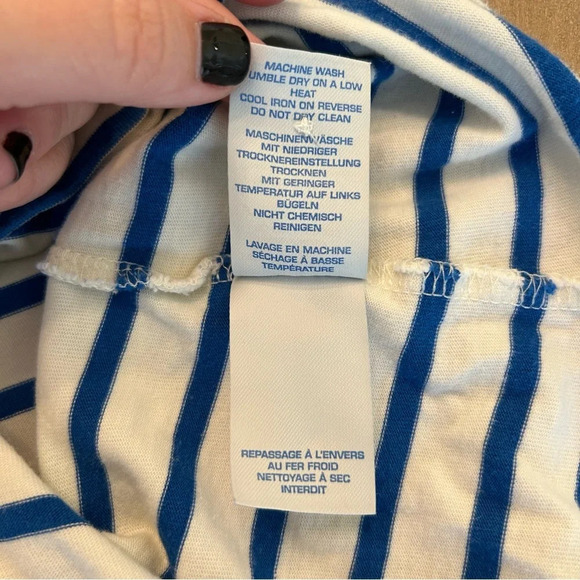 MACHINE WASH
UMBLE DRY ON A LOW
HEAT
COOL IRON ON REVERSE
DO NOT DRY CLEAN
MASCHINENWÄSCHE
MIT NIEDRIGER
TROCKNEREINSTELLUNG
TROCKNEN
MIT GERINGER
TEMPERATUR AUF LINKS
BÜGELN
NICHT CHEMISCH
REINIGEN
LAVAGE EN MACHINE
SÉCHAGE À BASSE
TEMPÉRATURE
REPASSAGE À L'ENVERS
AU FER FROID
NETTOYAGE À SEC
INTERDIT